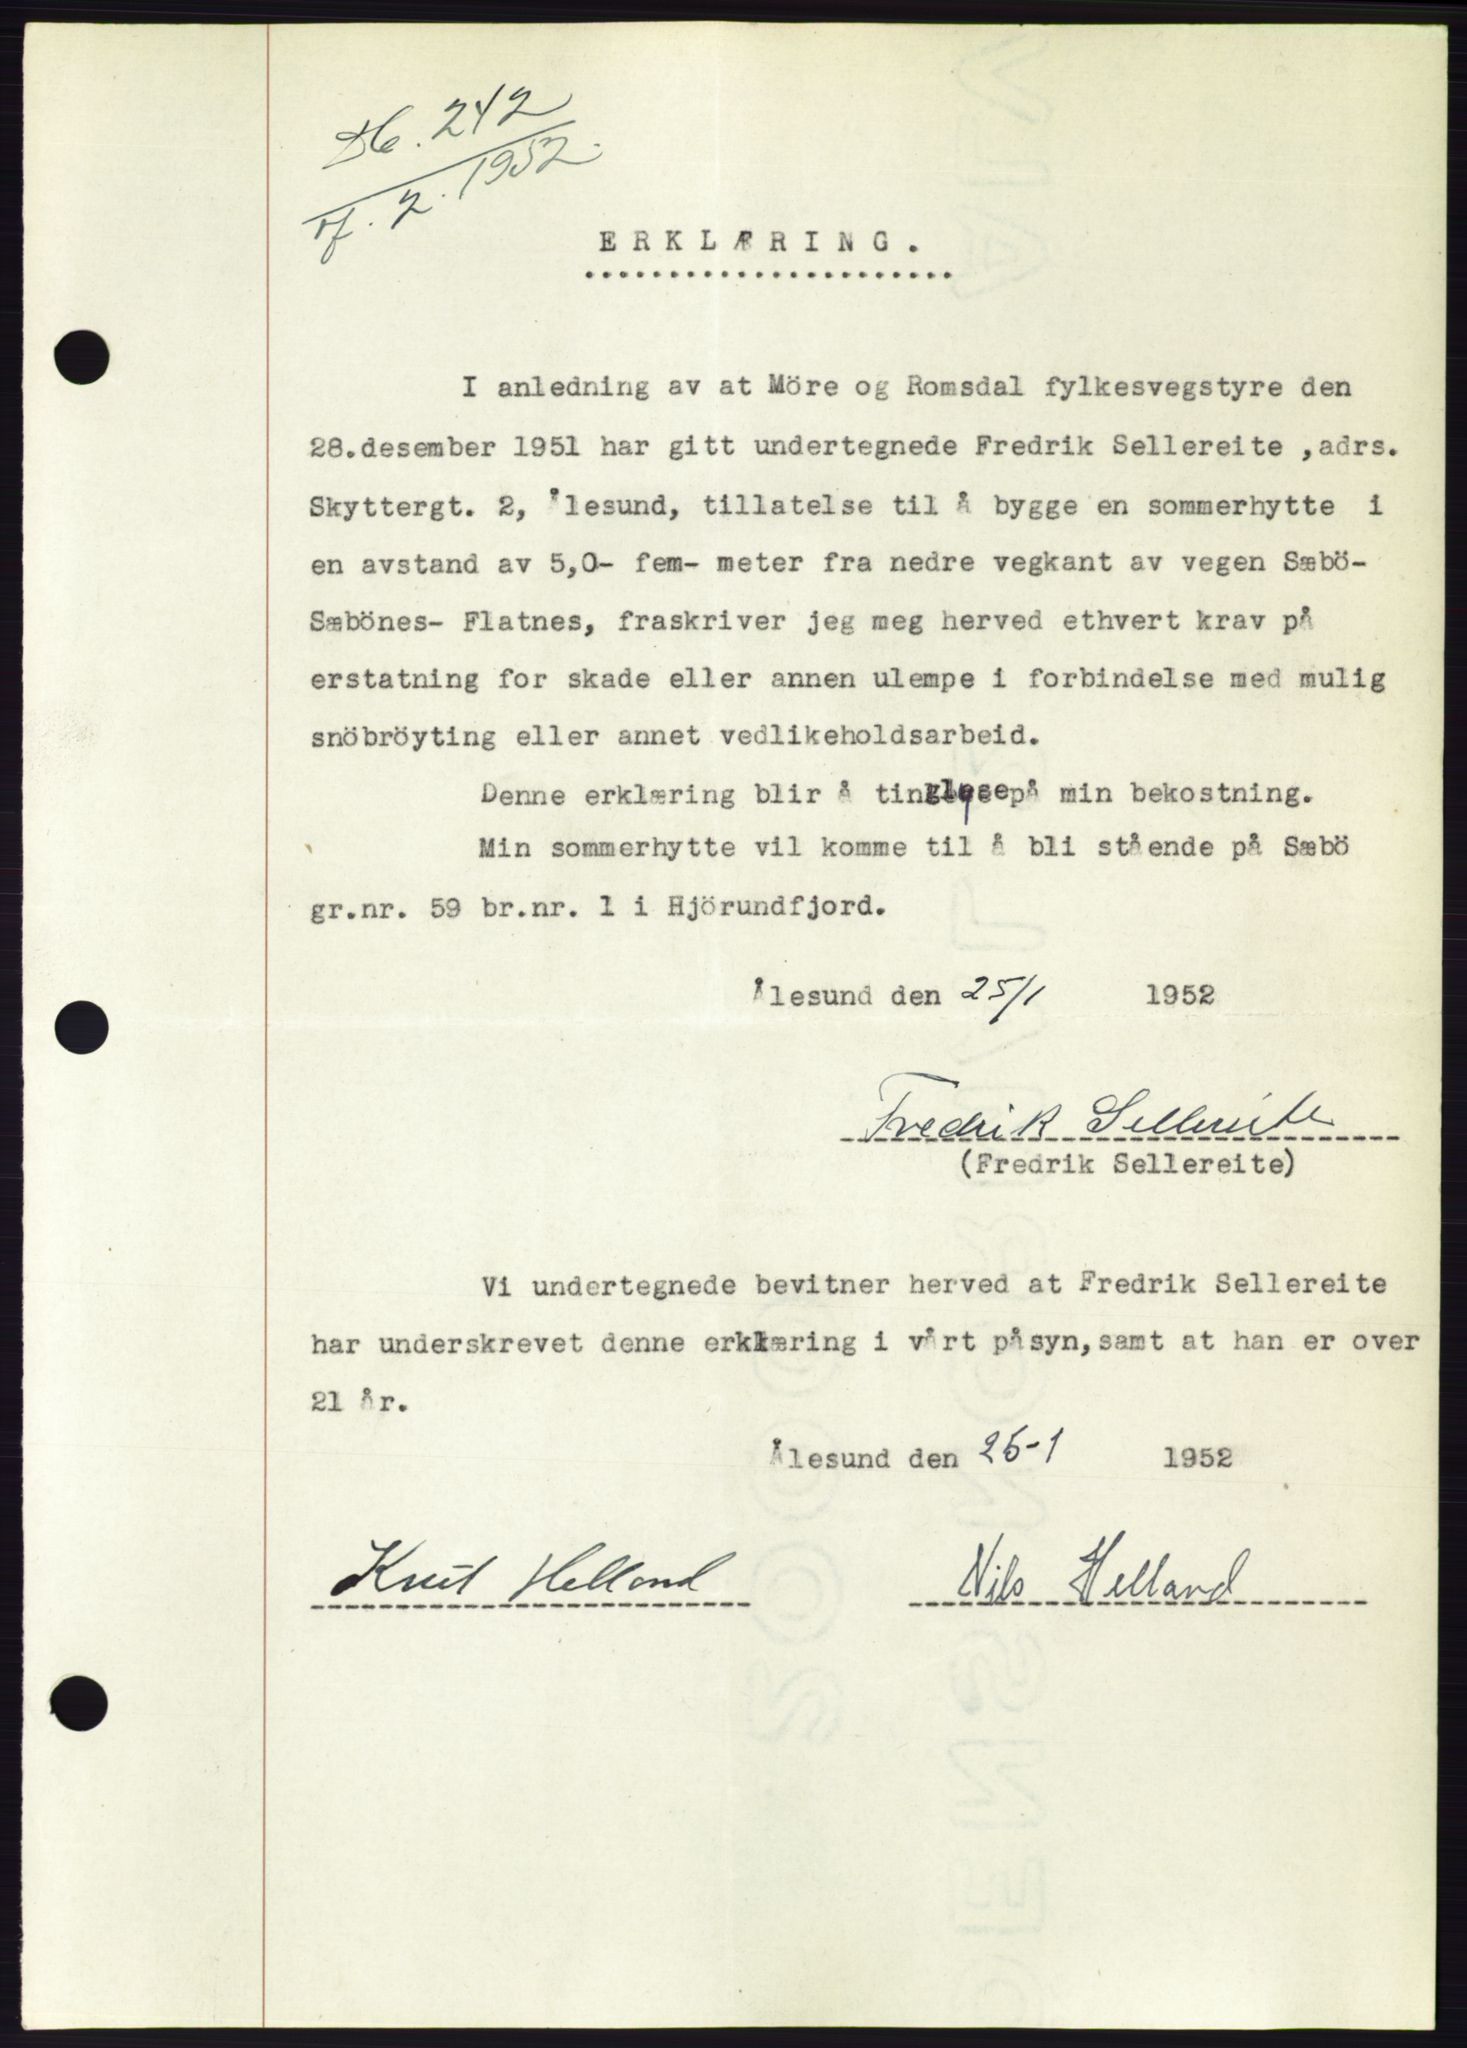 Db. 242
rf. 2. 1952.
ERKLÆRING.
I anledning av at Möre og Romsdal fylkesvegstyre den
28.desember 1951 har gitt undertegnede Fredrik Sellereite ,adrs.
Skyttergt. 2, Ålesund, tillatelse til å bygge en sommerhytte i
en avstand av 5,0- fem- meter fra nedre vegkant av vegen Sæbö-
Sæbönes- Flatnes, fraskriver jeg meg herved ethvert krav på
erstatning for skade eller annen ulempe i forbindelse med mulig
snöbröyting eller annet vedlikeholdsarbeid.
Denne erklæring blir å tinglyse på min bekostning.
Min sommerhytte vil komme til å bli stående på Sæbö
gr.nr. 59 br.nr. 1 i Hjörundfjord.
Ålesund den 25/1 1952
Fredrik Sellereite
(Fredrik Sellereite)
Vi undertegnede bevitner herved at Fredrik Sellereite
har underskrevet denne erklæring i vårt påsyn,samt at han er over
21 år.
Ålesund den 25-1 1952
Knut Helland Nils Helland